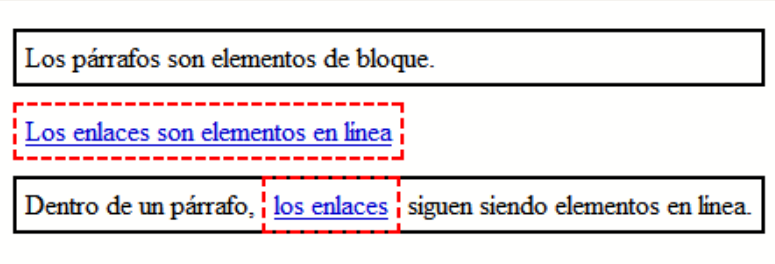 Los párrafos son elementos de bloque.
Los enlaces son elementos en línea
Dentro de un párrafo, los enlaces siguen siendo elementos en línea.